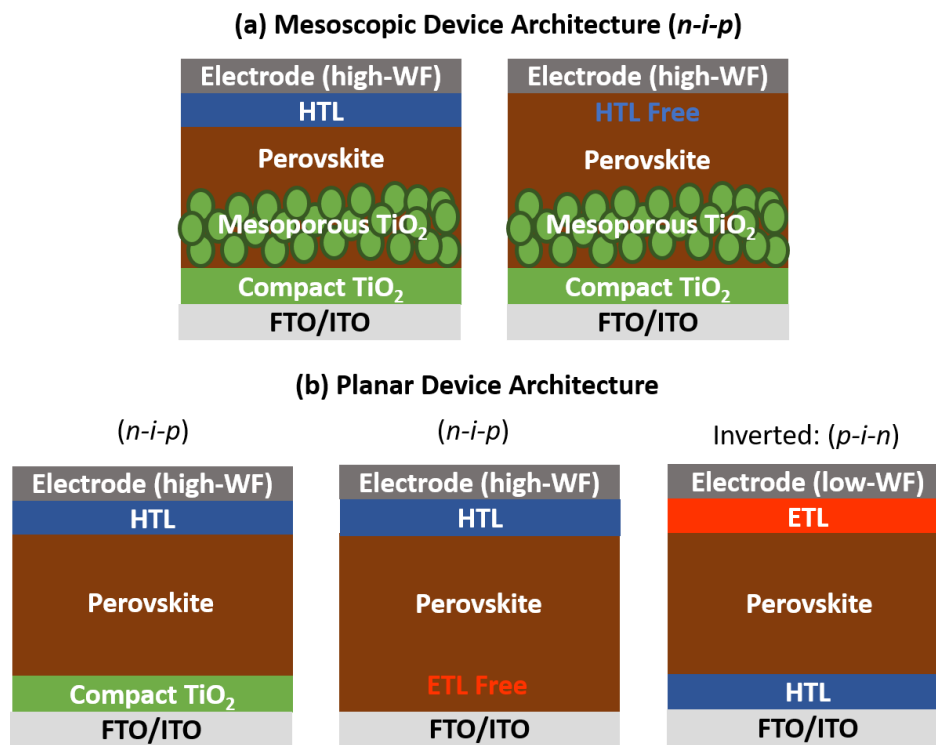 (a) Mesoscopic Device Architecture (n-i-p)
Electrode (high-WF)
HTL
Perovskite
Mesoporous TiO₂
Compact TiO₂
FTO/ITO
Electrode (high-WF)
HTL Free
Perovskite
Mesoporous TiO₂
Compact TiO₂
FTO/ITO
(b) Planar Device Architecture
(n-i-p)
Electrode (high-WF)
HTL
Perovskite
Compact TiO₂
FTO/ITO
(n-i-p)
Electrode (high-WF)
HTL
Perovskite
ETL Free
FTO/ITO
Inverted: (p-i-n)
Electrode (low-WF)
ETL
Perovskite
HTL
FTO/ITO